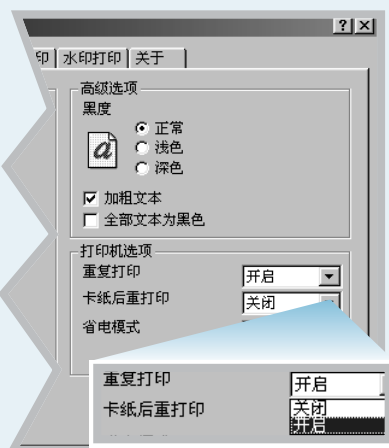 印 水印打印 关于
高级选项
黑度
正常
浅色
深色
a
加粗文本
全部文本为黑色
打印机选项
重复打印 开启
卡纸后重打印 关闭
省电模式
重复打印 开启
卡纸后重打印 关闭
开启